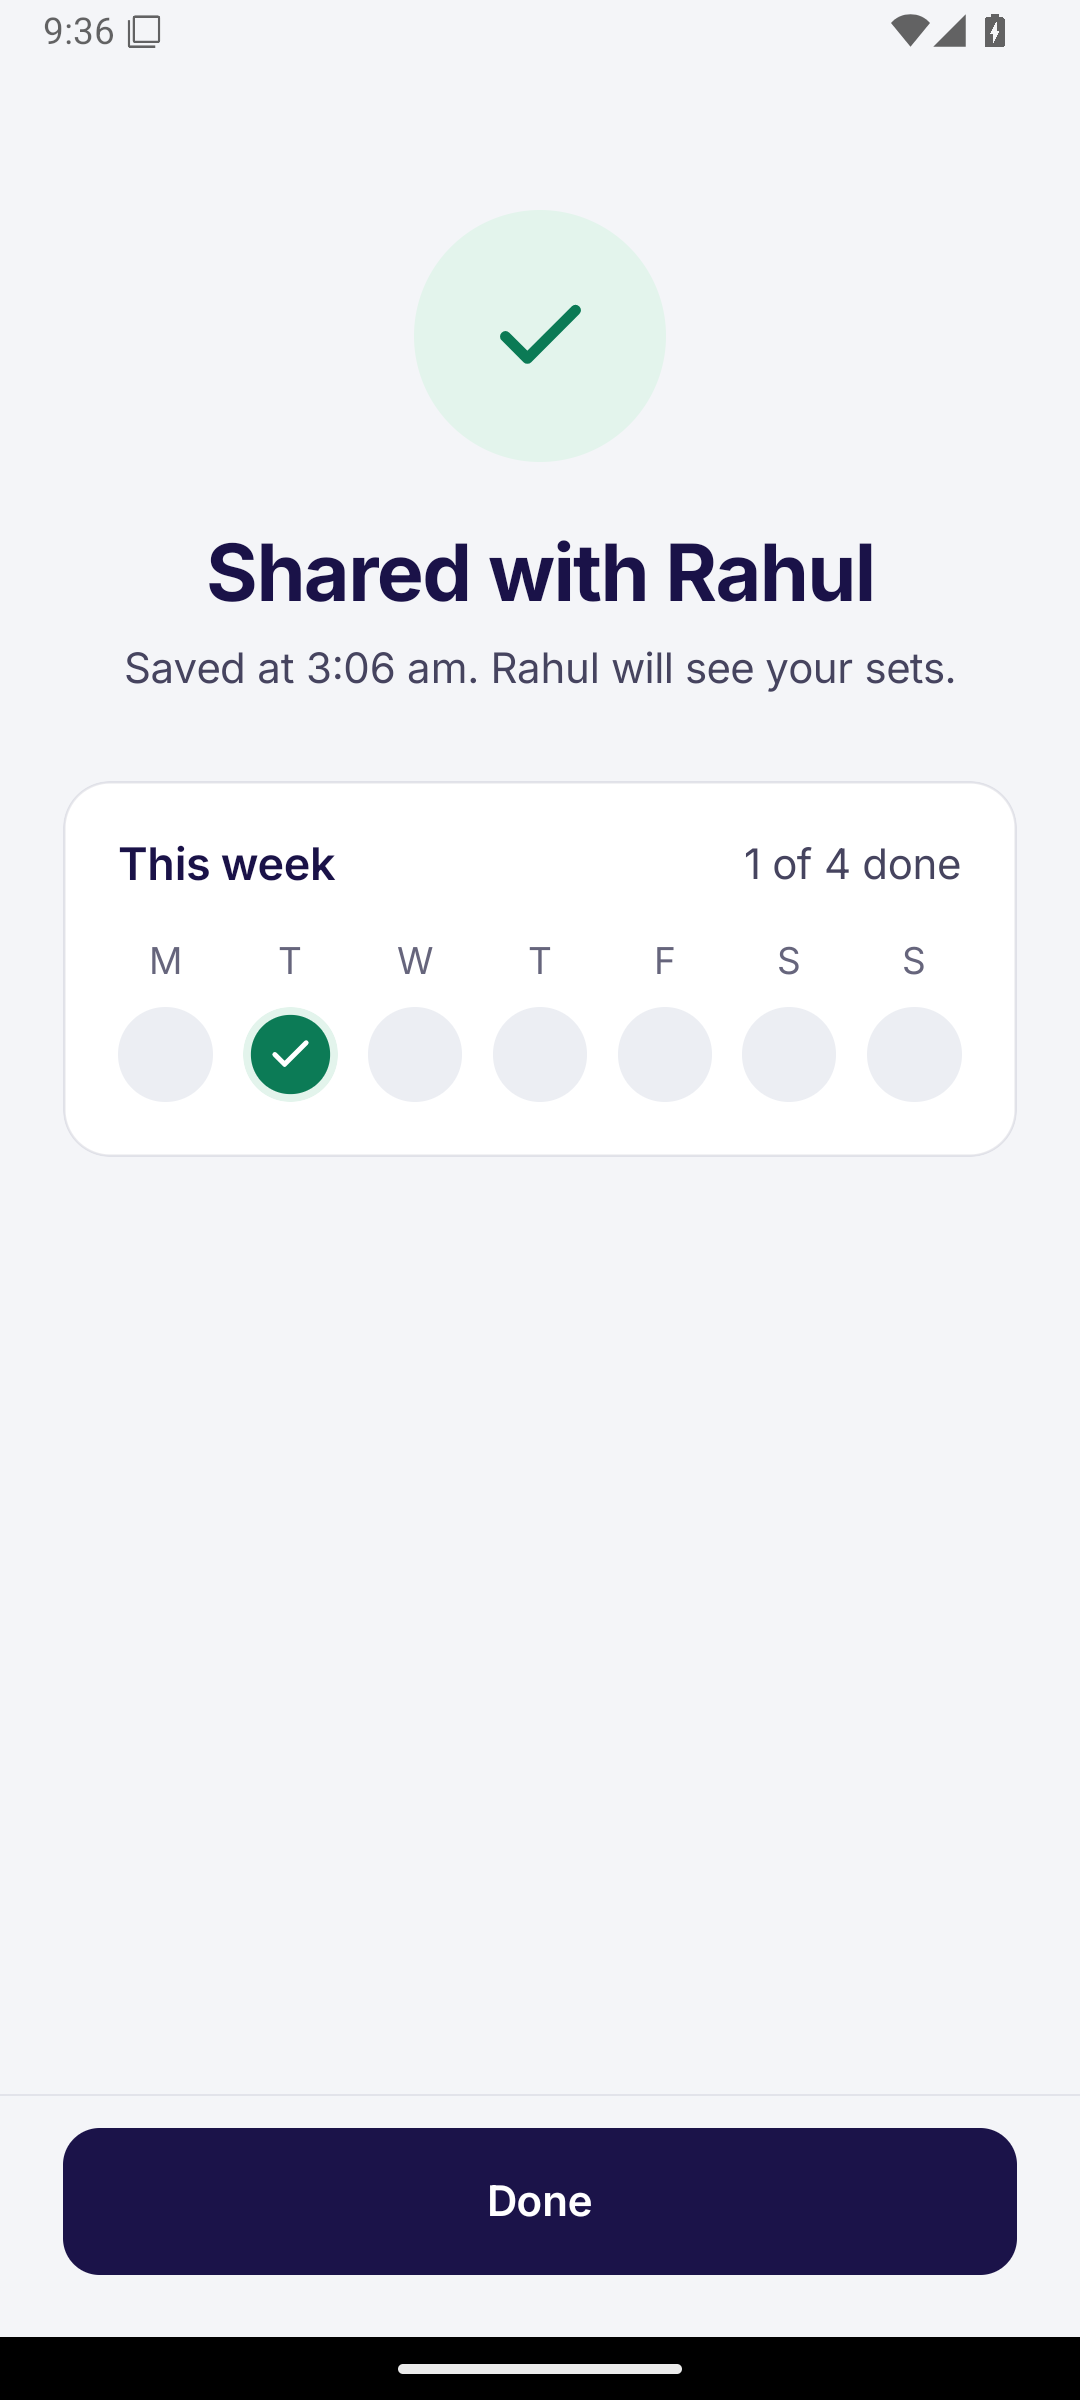 9:36
Shared with Rahul
Saved at 3:06 am. Rahul will see your sets.
This week 1 of 4 done
M T W T F S S
Done